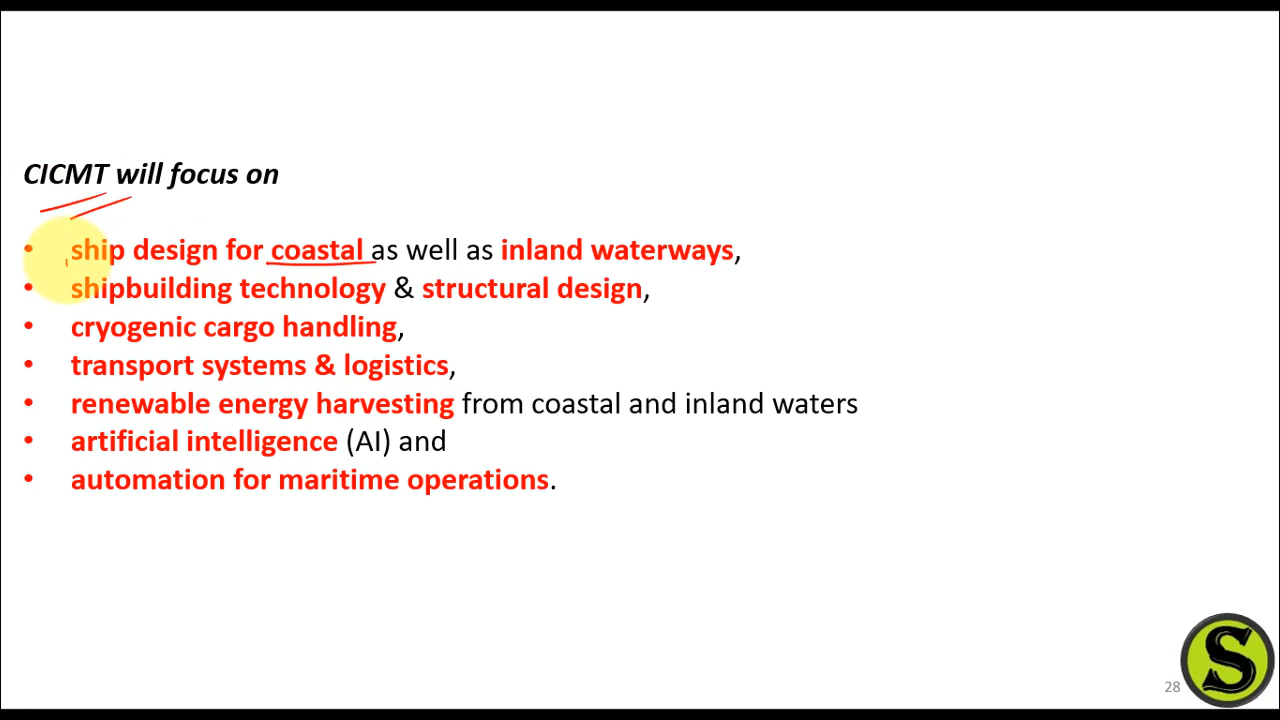 CICMT will focus on
• ship design for coastal as well as inland waterways,
• shipbuilding technology & structural design,
• cryogenic cargo handling,
• transport systems & logistics,
• renewable energy harvesting from coastal and inland waters
• artificial intelligence (AI) and
• automation for maritime operations.
S
28